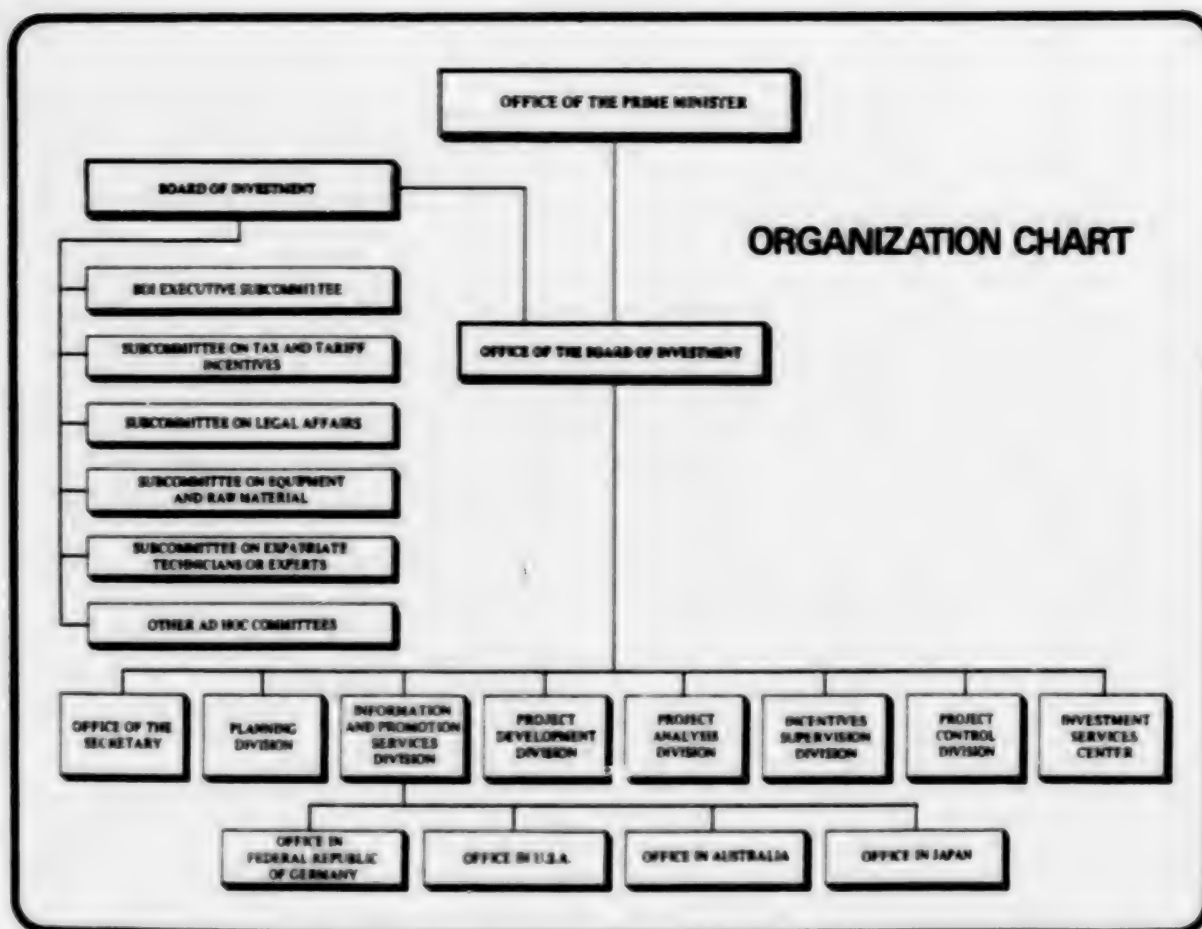 OFFICE OF THE PRIME MINISTER
BOARD OF INVESTMENT
ORGANIZATION CHART
BOI EXECUTIVE SUBCOMMITTEE
SUBCOMMITTEE ON TAX AND TARIFF
INCENTIVES
OFFICE OF THE BOARD OF INVESTMENT
SUBCOMMITTEE ON LEGAL AFFAIRS
SUBCOMMITTEE ON EQUIPMENT
AND RAW MATERIAL
SUBCOMMITTEE ON EXPATRIATE
TECHNICIANS OR EXPERTS
OTHER AD HOC COMMITTEES
OFFICE OF THE
SECRETARY
PLANNING
DIVISION
INFORMATION
AND PROMOTION
SERVICES
DIVISION
PROJECT
DEVELOPMENT
DIVISION
PROJECT
ANALYSIS
DIVISION
INCENTIVES
SUPERVISION
DIVISION
PROJECT
CONTROL
DIVISION
INVESTMENT
SERVICES
CENTER
OFFICE IN
FEDERAL REPUBLIC
OF GERMANY
OFFICE IN U.S.A.
OFFICE IN AUSTRALIA
OFFICE IN JAPAN